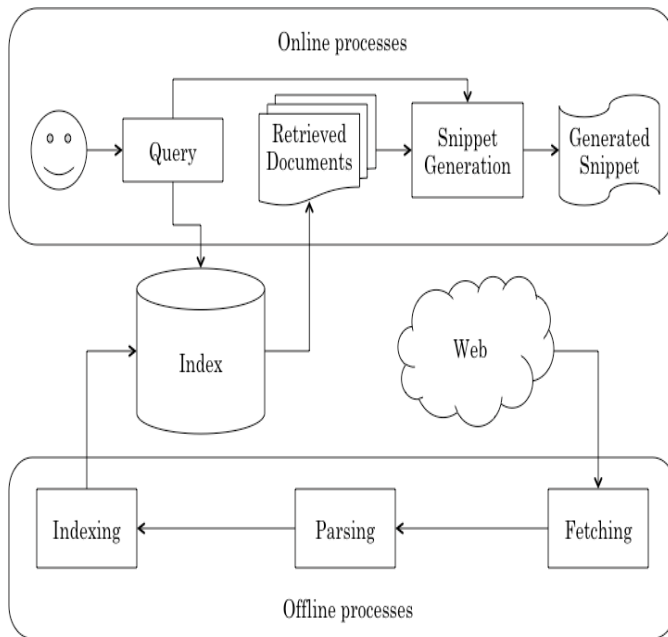 Online processes
Query
Retrieved
Documents
Snippet
Generation
Generated
Snippet
Index
Web
Indexing
Parsing
Fetching
Offline processes